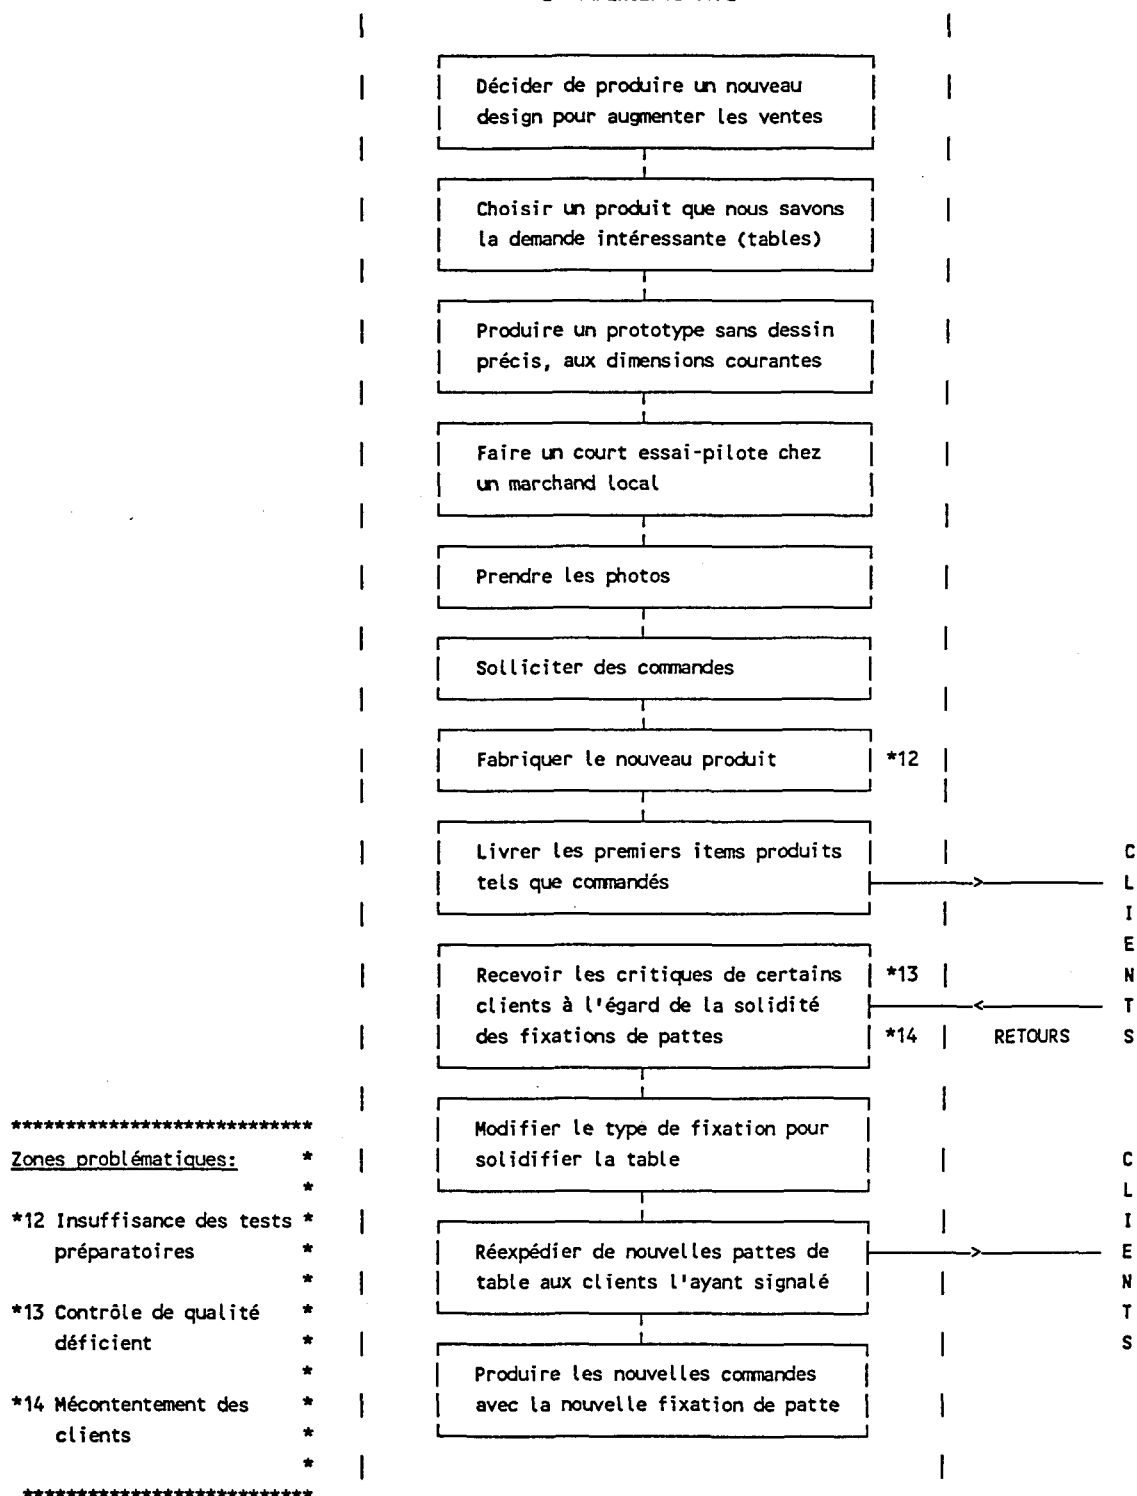 Décider de produire un nouveau
design pour augmenter les ventes
Choisir un produit que nous savons
la demande intéressante (tables)
Produire un prototype sans dessin
précis, aux dimensions courantes
Faire un court essai-pilote chez
un marchand local
Prendre les photos
Solliciter des commandes
Fabriquer le nouveau produit
*12
Livrer les premiers items produits
tels que commandés
CLIENTS
Recevoir les critiques de certains
clients à l'égard de la solidité
des fixations de pattes
*13
*14
RETOURS
Modifier le type de fixation pour
solidifier la table
Réexpédier de nouvelles pattes de
table aux clients l'ayant signalé
CLIENTS
Produire les nouvelles commandes
avec la nouvelle fixation de patte
***************************
Zones problématiques: *
*
*12 Insuffisance des tests *
préparatoires *
*
*13 Contrôle de qualité *
déficient *
*
*14 Mécontentement des *
clients *
*
***************************